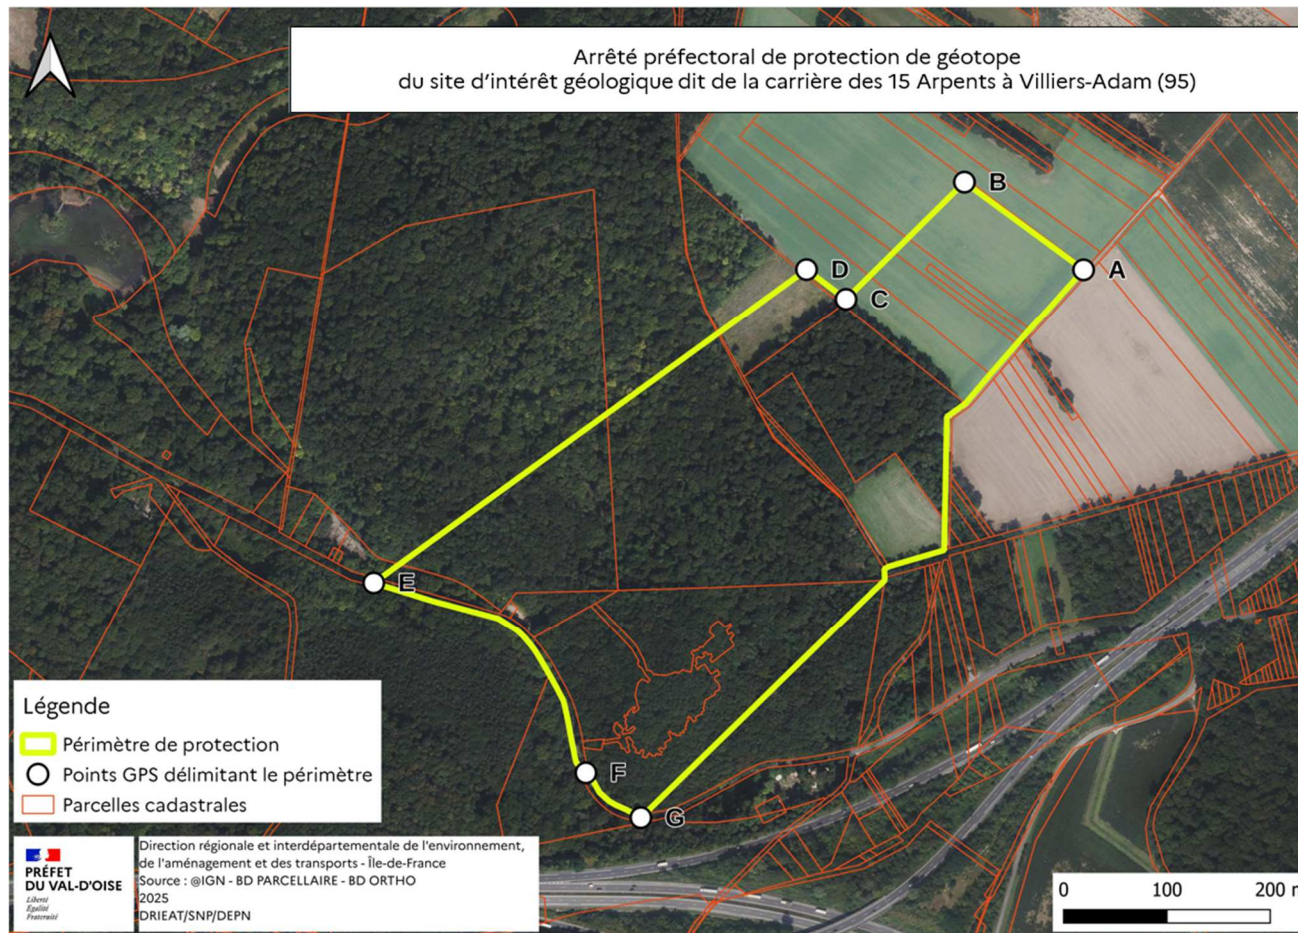 Arrêté préfectoral de protection de géotope
du site d'intérêt géologique dit de la carrière des 15 Arpents à Villiers-Adam (95)
B
D
A
C
E
F
G
Légende
Périmètre de protection
Points GPS délimitant le périmètre
Parcelles cadastrales
PRÉFET
DU VAL-D'OISE
Liberté
Égalité
Fraternité
Direction régionale et interdépartementale de l'environnement,
de l'aménagement et des transports - Île-de-France
Source : @IGN - BD PARCELLAIRE - BD ORTHO
2025
DRIEAT/SNP/DEPN
0 100 200 m